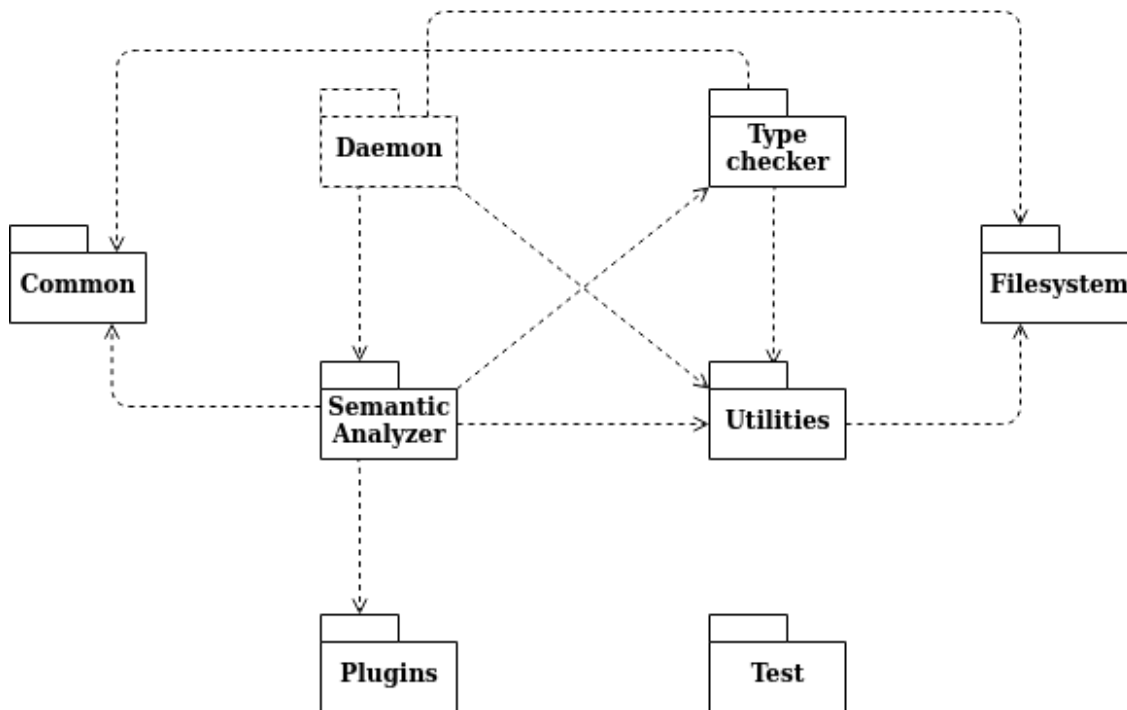 Daemon
Type
checker
Common
Filesystem
Semantic
Analyzer
Utilities
Plugins
Test